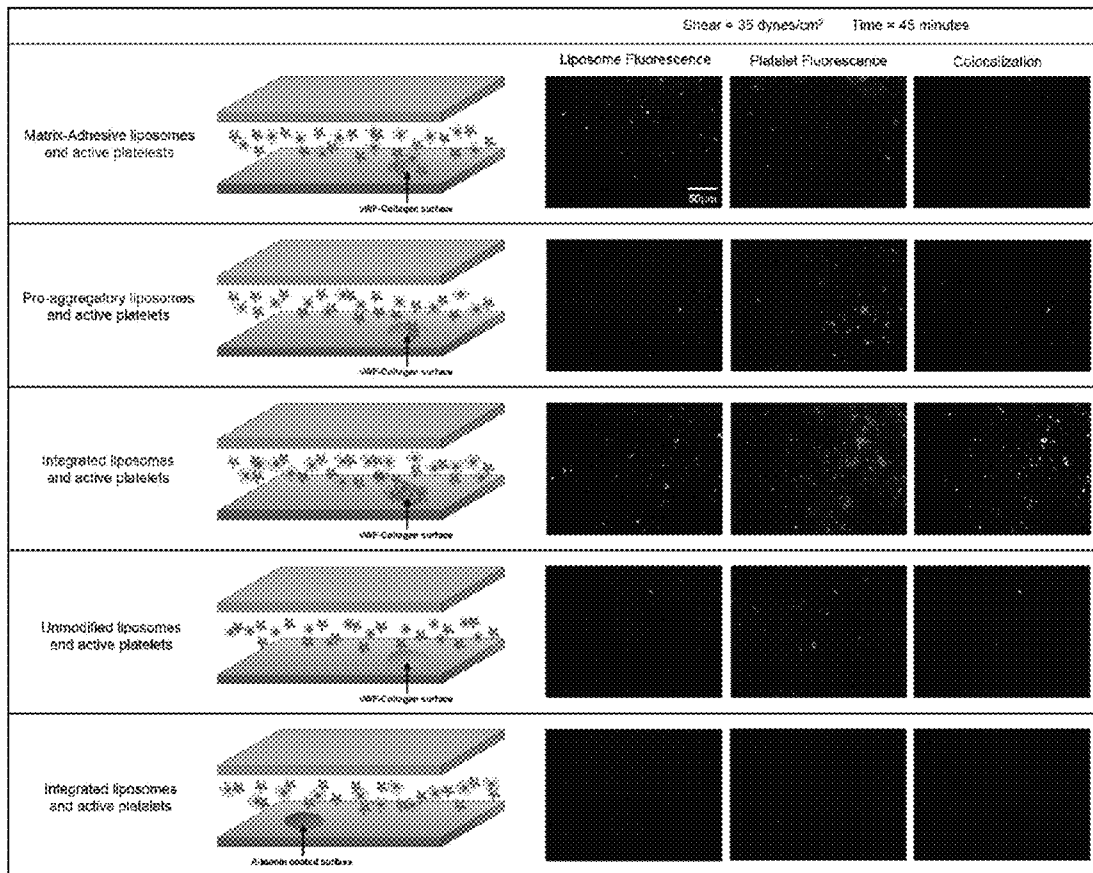 Shear = 35 dynes/cm² Time = 45 minutes
Liposome Fluorescence Platelet Fluorescence Colocalization
Matrix-Adhesive liposomes
and active platelests
50μm
vWF-Collagen surface
Pro-aggregatory liposomes
and active platelets
vWF-Collagen surface
Integrated liposomes
and active platelets
vWF-Collagen surface
Unmodified liposomes
and active platelets
vWF-Collagen surface
Integrated liposomes
and active platelets
Albumin coated surface